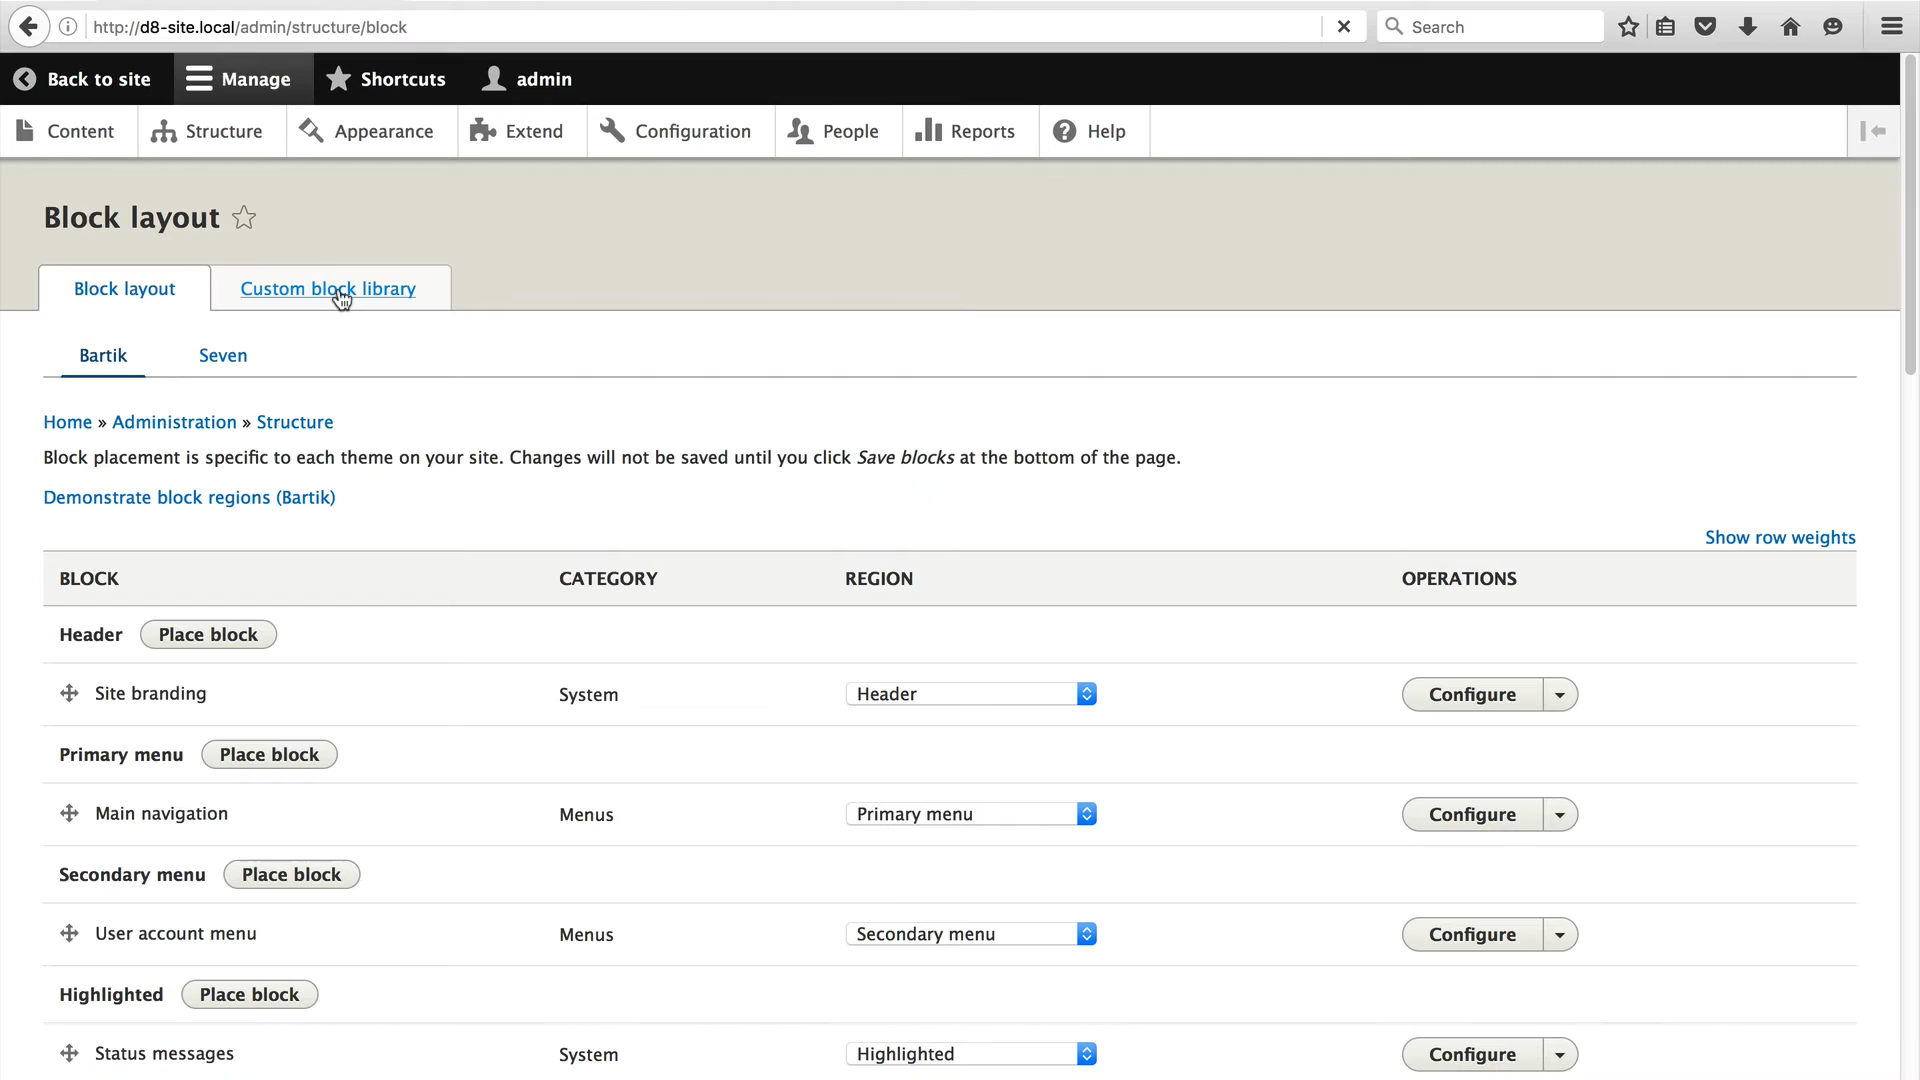 http://d8-site.local/admin/structure/block
Search
Back to site
Manage
Shortcuts
admin
Content
Structure
Appearance
Extend
Configuration
People
Reports
Help
Block layout
Block layout
Custom block library
Bartik
Seven
Home » Administration » Structure
Block placement is specific to each theme on your site. Changes will not be saved until you click Save blocks at the bottom of the page.
Demonstrate block regions (Bartik)
Show row weights
BLOCK CATEGORY REGION OPERATIONS
Header Place block
Site branding System Header Configure
Primary menu Place block
Main navigation Menus Primary menu Configure
Secondary menu Place block
User account menu Menus Secondary menu Configure
Highlighted Place block
Status messages System Highlighted Configure